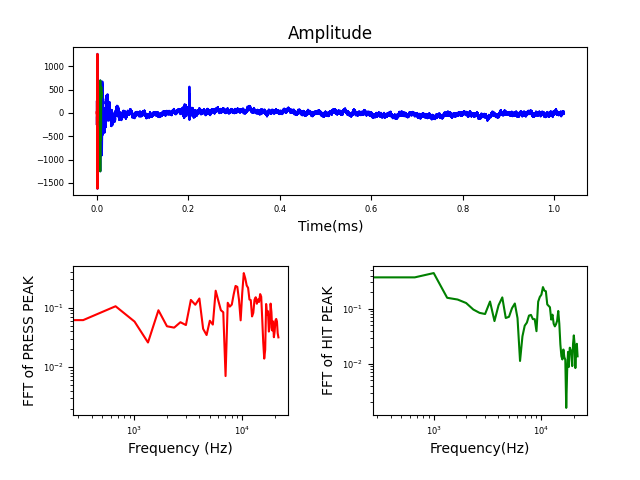 Amplitude
1000
500
0
−500
−1000
−1500
0.0 0.2 0.4 0.6 0.8 1.0
Time(ms)
FFT of PRESS PEAK
10⁻¹
10⁻²
10³ 10⁴
Frequency (Hz)
FFT of HIT PEAK
10⁻¹
10⁻²
10³ 10⁴
Frequency(Hz)